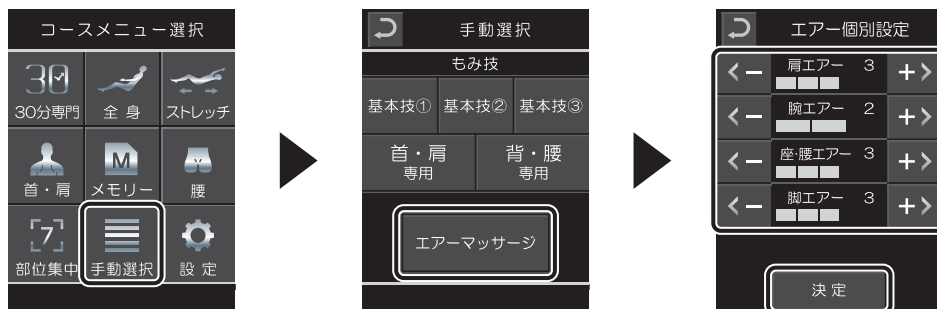 コースメニュー選択
30
30分専門
全身
ストレッチ
首・肩
M
メモリー
腰
7
部位集中
手動選択
設定
手動選択
もみ技
基本技①
基本技②
基本技③
首・肩
専用
背・腰
専用
エアーマッサージ
エアー個別設定
肩エアー 3
腕エアー 2
座・腰エアー 3
脚エアー 3
決定